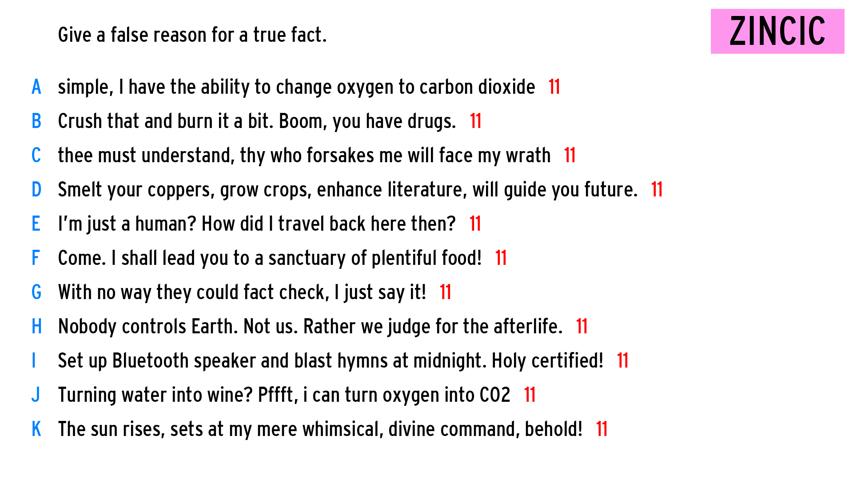 Give a false reason for a true fact.
ZINCIC
A simple, I have the ability to change oxygen to carbon dioxide 11
B Crush that and burn it a bit. Boom, you have drugs. 11
C thee must understand, thy who forsakes me will face my wrath 11
D Smelt your coppers, grow crops, enhance literature, will guide you future. 11
E I'm just a human? How did I travel back here then? 11
F Come. I shall lead you to a sanctuary of plentiful food! 11
G With no way they could fact check, I just say it! 11
H Nobody controls Earth. Not us. Rather we judge for the afterlife. 11
I Set up Bluetooth speaker and blast hymns at midnight. Holy certified! 11
J Turning water into wine? Pffft, i can turn oxygen into CO2 11
K The sun rises, sets at my mere whimsical, divine command, behold! 11